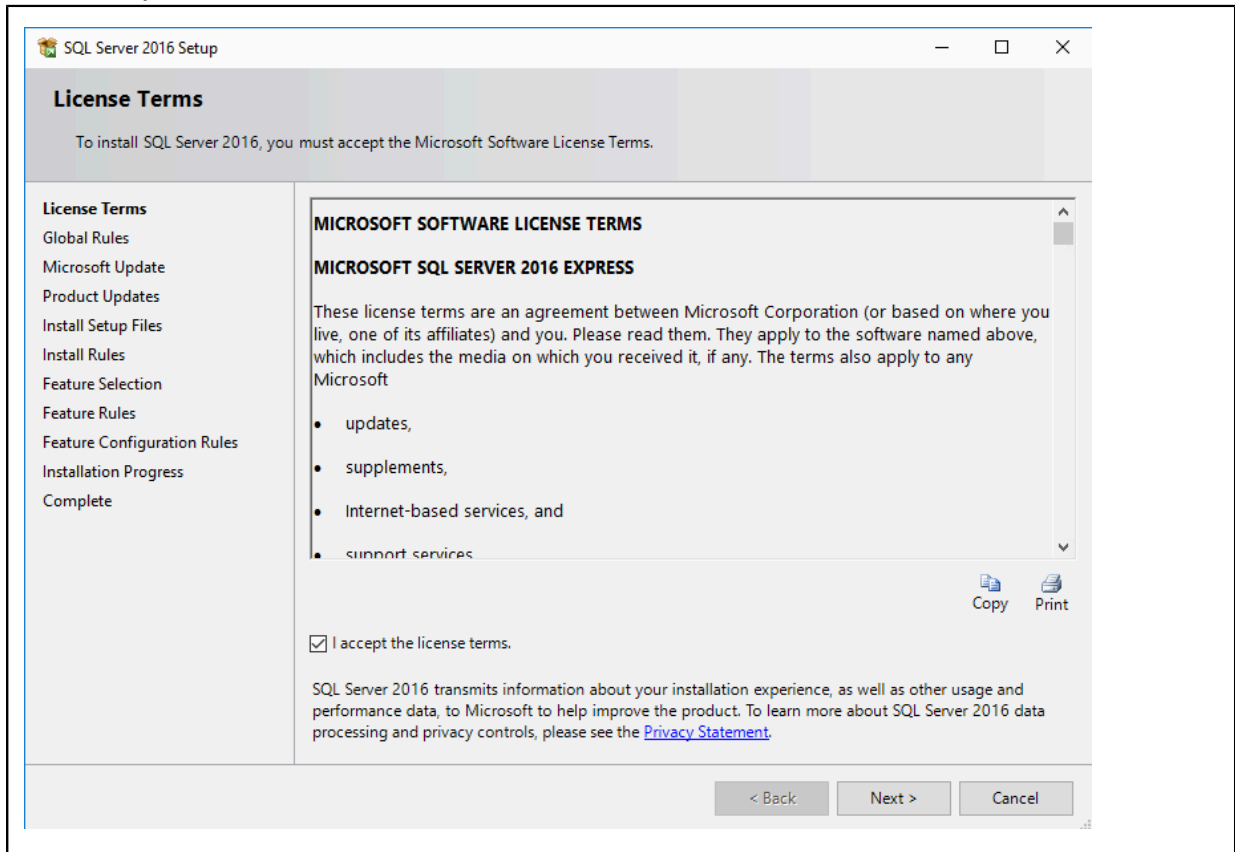 SQL Server 2016 Setup
License Terms
To install SQL Server 2016, you must accept the Microsoft Software License Terms.
License Terms
Global Rules
Microsoft Update
Product Updates
Install Setup Files
Install Rules
Feature Selection
Feature Rules
Feature Configuration Rules
Installation Progress
Complete
MICROSOFT SOFTWARE LICENSE TERMS
MICROSOFT SQL SERVER 2016 EXPRESS
These license terms are an agreement between Microsoft Corporation (or based on where you
live, one of its affiliates) and you. Please read them. They apply to the software named above,
which includes the media on which you received it, if any. The terms also apply to any
Microsoft
• updates,
• supplements,
• Internet-based services, and
• support services
Copy Print
I accept the license terms.
SQL Server 2016 transmits information about your installation experience, as well as other usage and
performance data, to Microsoft to help improve the product. To learn more about SQL Server 2016 data
processing and privacy controls, please see the Privacy Statement.
< Back Next > Cancel